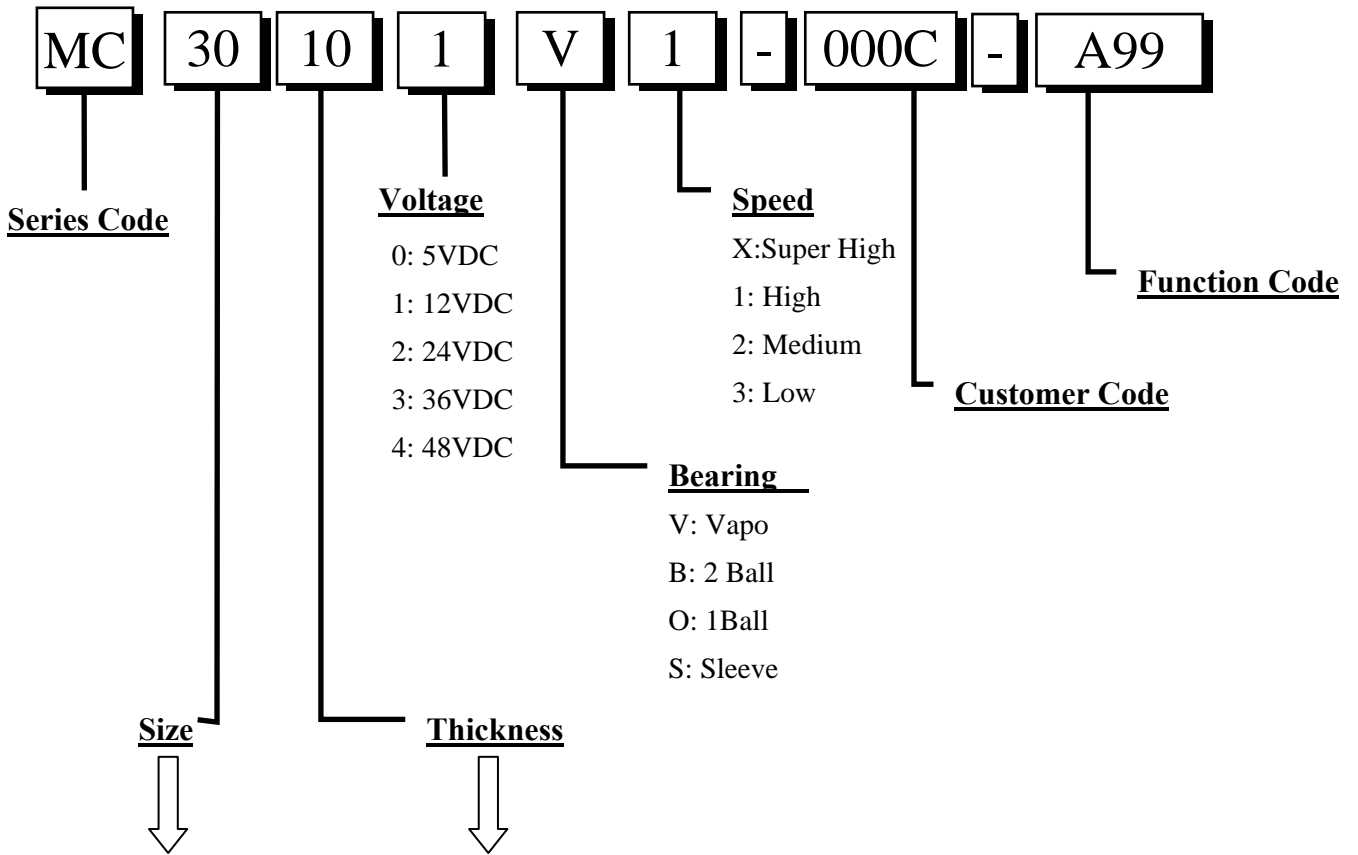 MC 30 10 1 V 1 - 000C - A99
Series Code
Voltage
0: 5VDC
1: 12VDC
2: 24VDC
3: 36VDC
4: 48VDC
Speed
X:Super High
1: High
2: Medium
3: Low
Function Code
Customer Code
Bearing
V: Vapo
B: 2 Ball
O: 1Ball
S: Sleeve
Size
Thickness